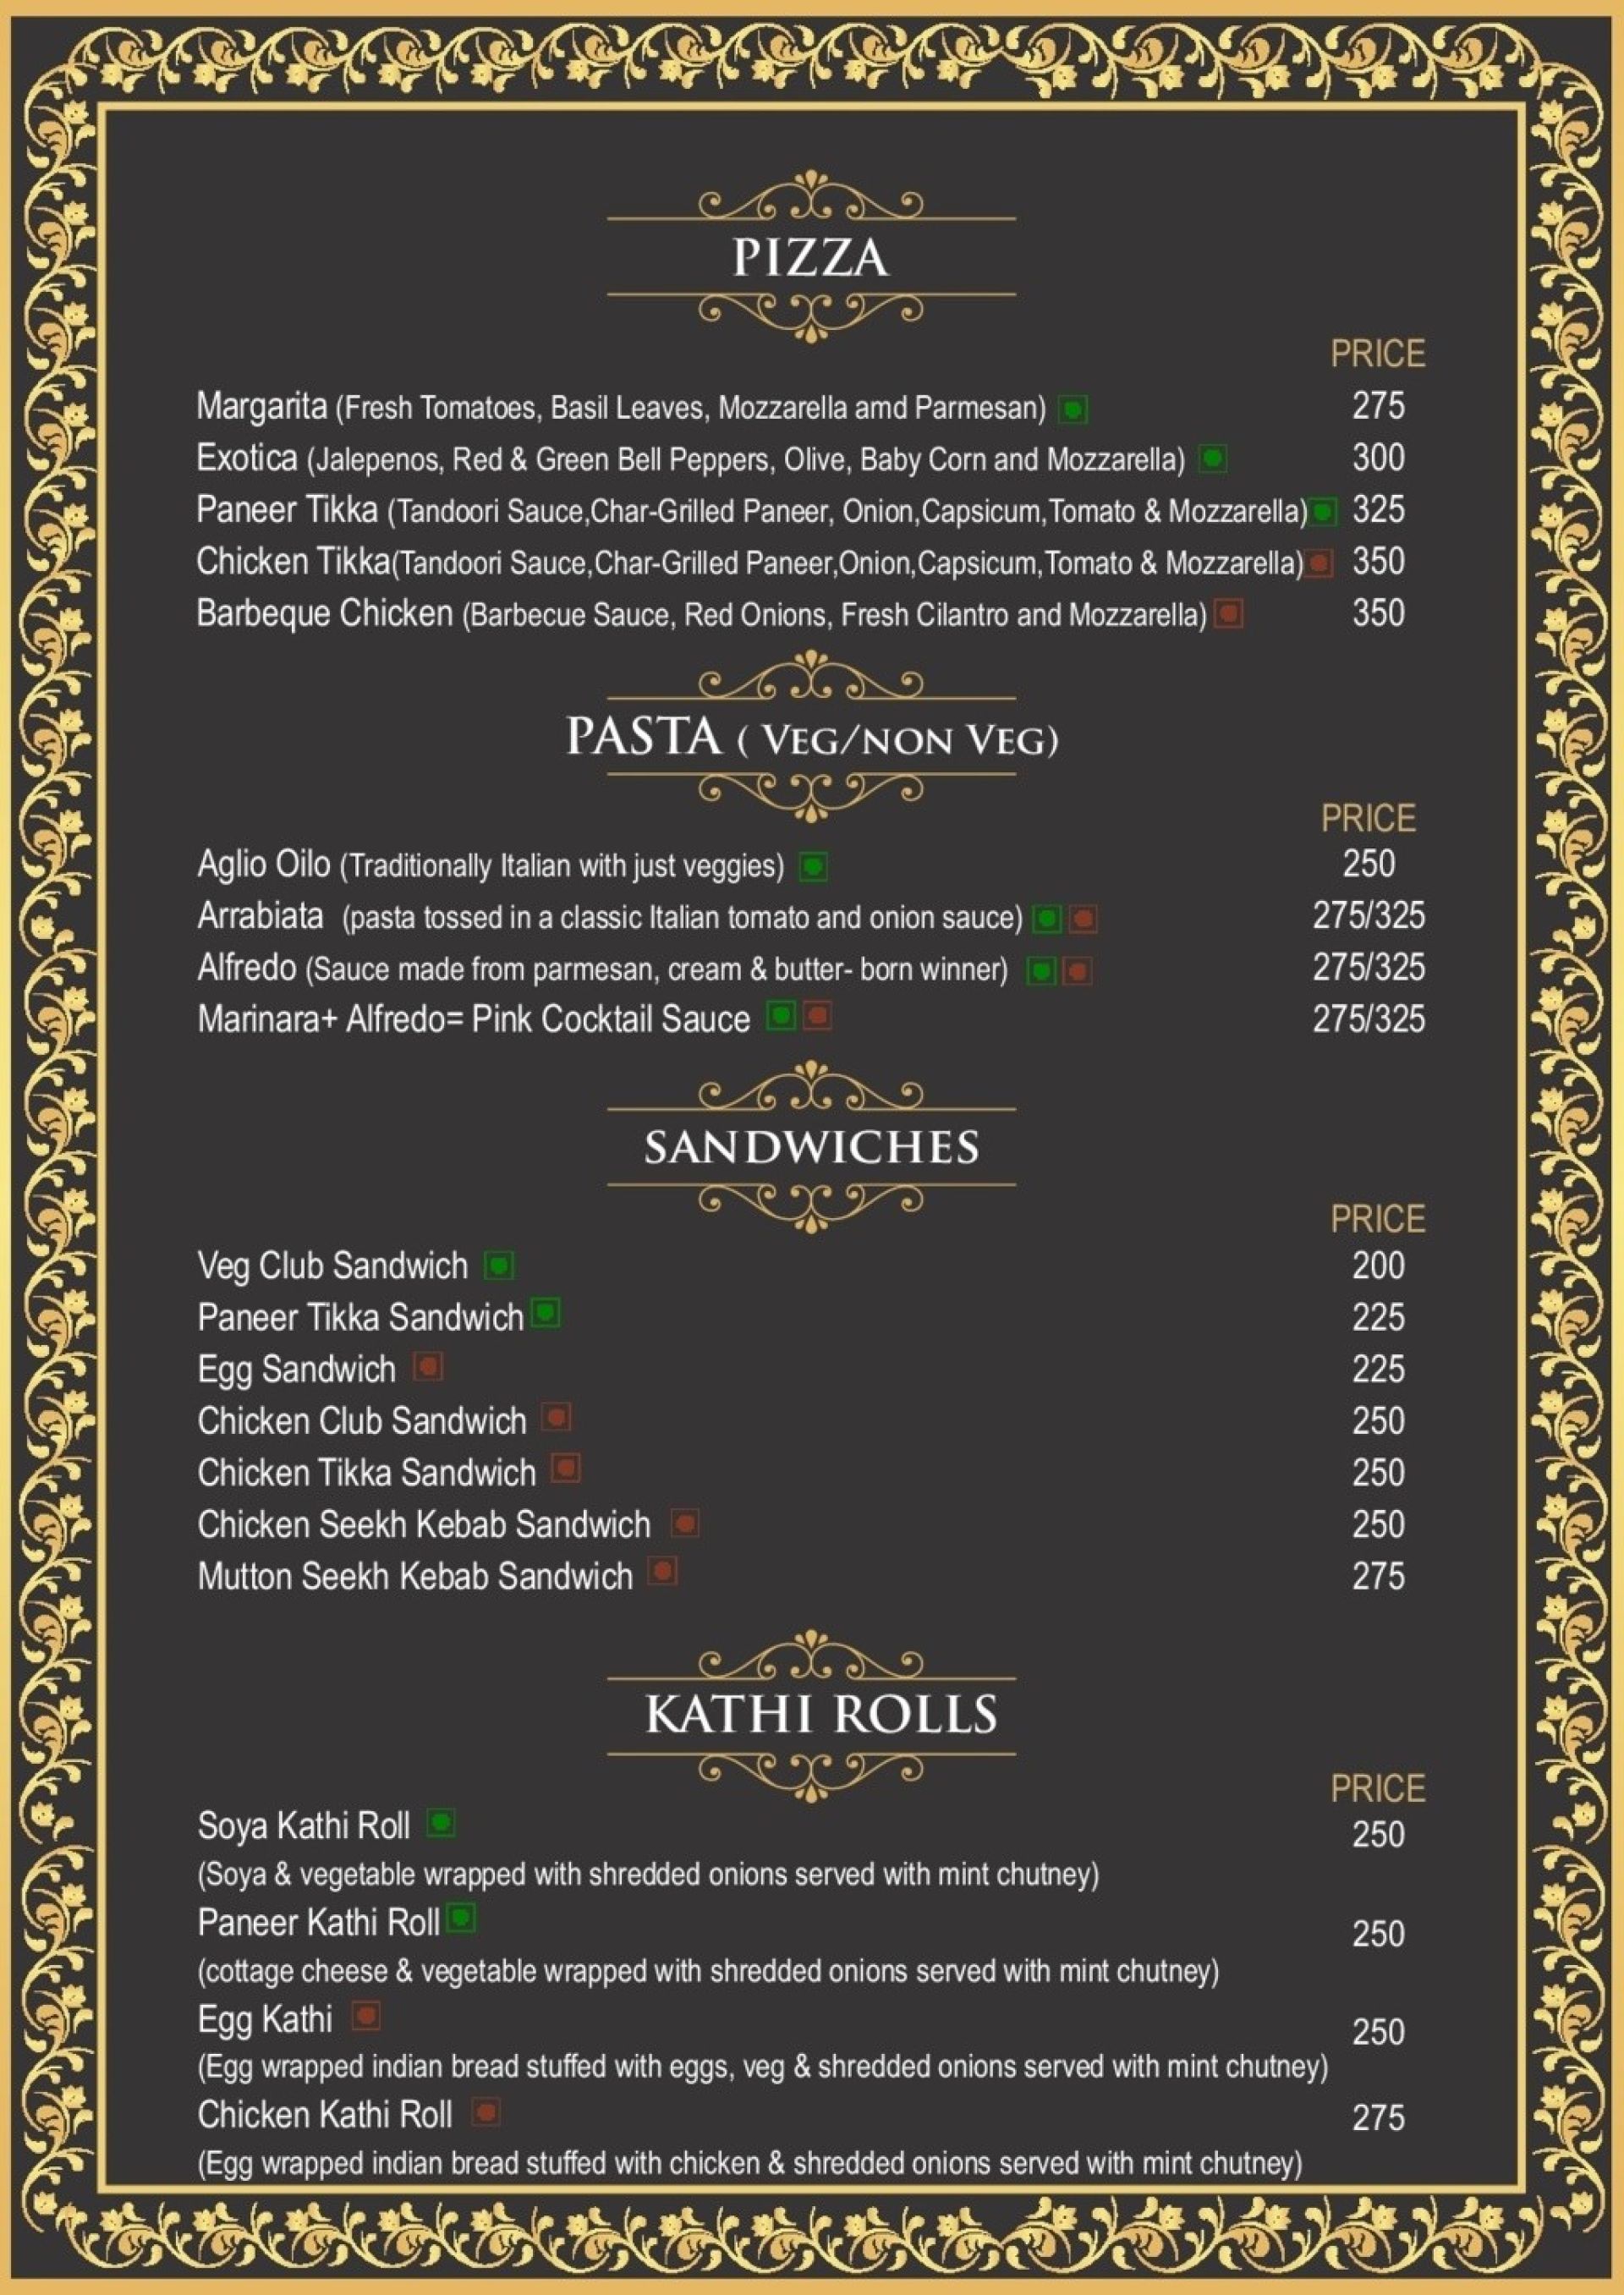 PIZZA
PRICE
Margarita (Fresh Tomatoes, Basil Leaves, Mozzarella amd Parmesan) 275
Exotica (Jalepenos, Red & Green Bell Peppers, Olive, Baby Corn and Mozzarella) 300
Paneer Tikka (Tandoori Sauce,Char-Grilled Paneer, Onion,Capsicum,Tomato & Mozzarella) 325
Chicken Tikka(Tandoori Sauce,Char-Grilled Paneer,Onion,Capsicum,Tomato & Mozzarella) 350
Barbeque Chicken (Barbecue Sauce, Red Onions, Fresh Cilantro and Mozzarella) 350
PASTA ( VEG/NON VEG)
PRICE
Aglio Oilo (Traditionally Italian with just veggies) 250
Arrabiata (pasta tossed in a classic Italian tomato and onion sauce) 275/325
Alfredo (Sauce made from parmesan, cream & butter- born winner) 275/325
Marinara+ Alfredo= Pink Cocktail Sauce 275/325
SANDWICHES
PRICE
Veg Club Sandwich 200
Paneer Tikka Sandwich 225
Egg Sandwich 225
Chicken Club Sandwich 250
Chicken Tikka Sandwich 250
Chicken Seekh Kebab Sandwich 250
Mutton Seekh Kebab Sandwich 275
KATHI ROLLS
PRICE
Soya Kathi Roll 250
(Soya & vegetable wrapped with shredded onions served with mint chutney)
Paneer Kathi Roll 250
(cottage cheese & vegetable wrapped with shredded onions served with mint chutney)
Egg Kathi 250
(Egg wrapped indian bread stuffed with eggs, veg & shredded onions served with mint chutney)
Chicken Kathi Roll 275
(Egg wrapped indian bread stuffed with chicken & shredded onions served with mint chutney)